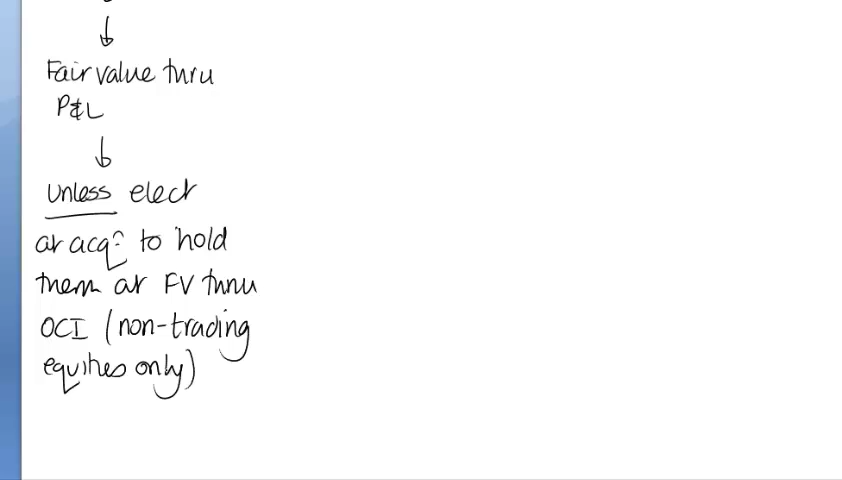 ↓
Fair value thru
P&L
↓
unless elect
at acq= to hold
them at FV thru
OCI (non-trading
equities only)